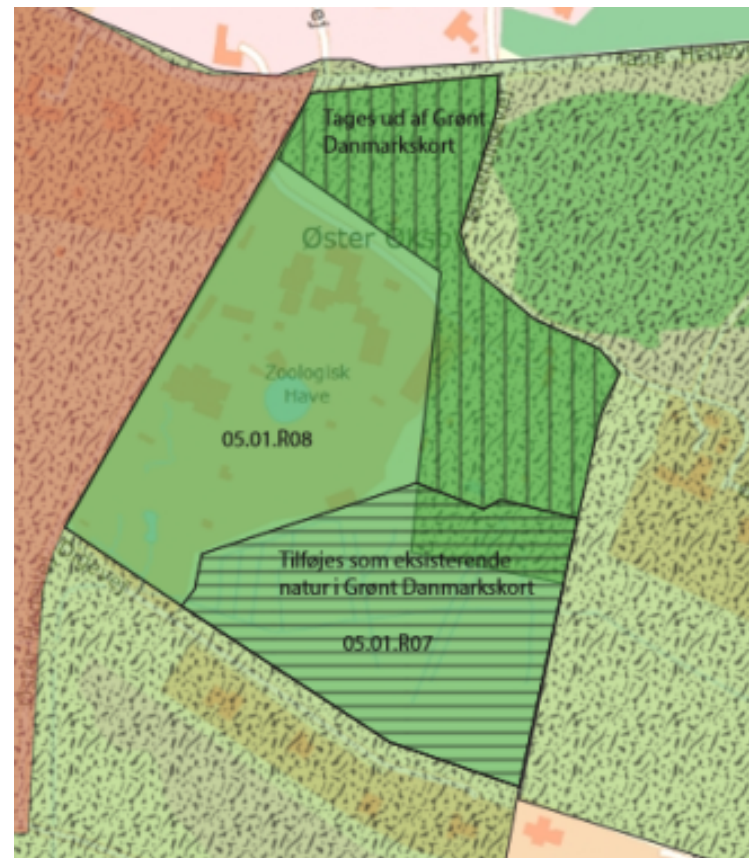 Tages ud af Grønt
Danmarkskort
Øster
Zoologisk
Have
05.01.R08
Tilføjes som eksisterende
natur i Grønt Danmarkskort
05.01.R07